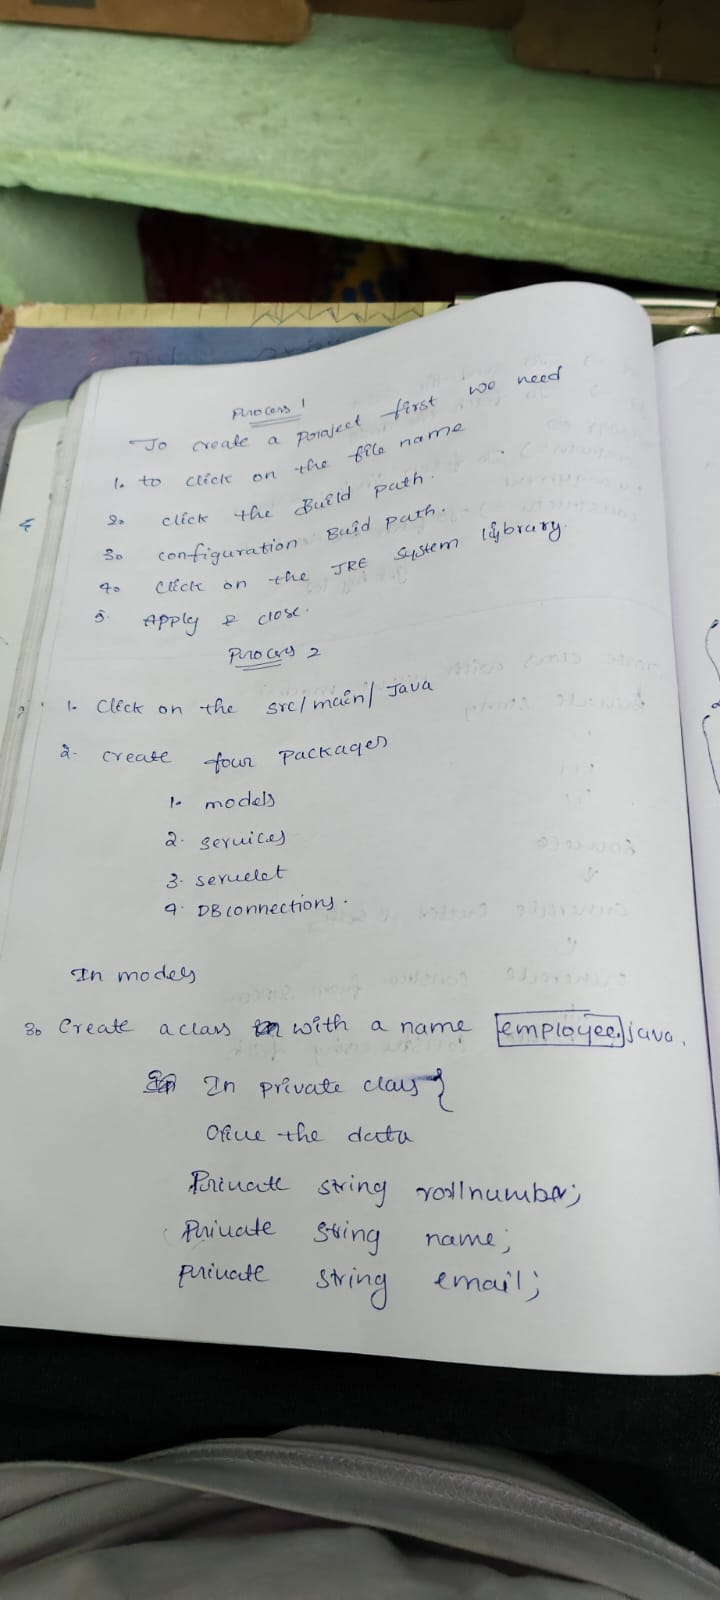 Process 1
To create a project first we need
1. to click on the file name
2. click the Build path.
3. configuration Buid path.
4. Click on the JRE System library.
5. Apply & close.
Process 2
1. Click on the src/main/Java
2. create four packages
1. models
2. services
3. servelet
4. DBconnections.
In models
3. Create a class with a name employee.java.
In private class {
the data
Private string rollnumber;
Private string name;
private string email;